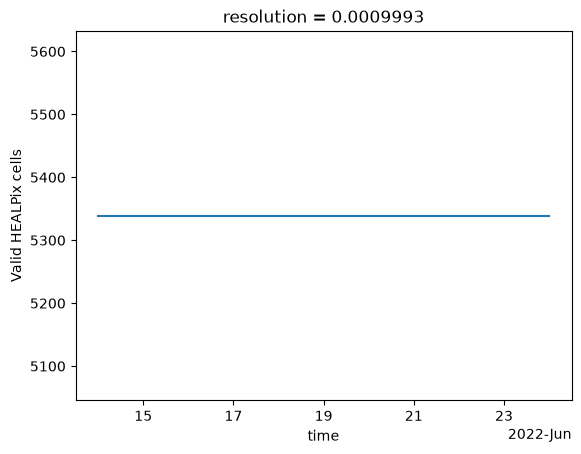 resolution = 0.0009993
Valid HEALPix cells
5600
5500
5400
5300
5200
5100
15 17 19 21 23
time
2022-Jun